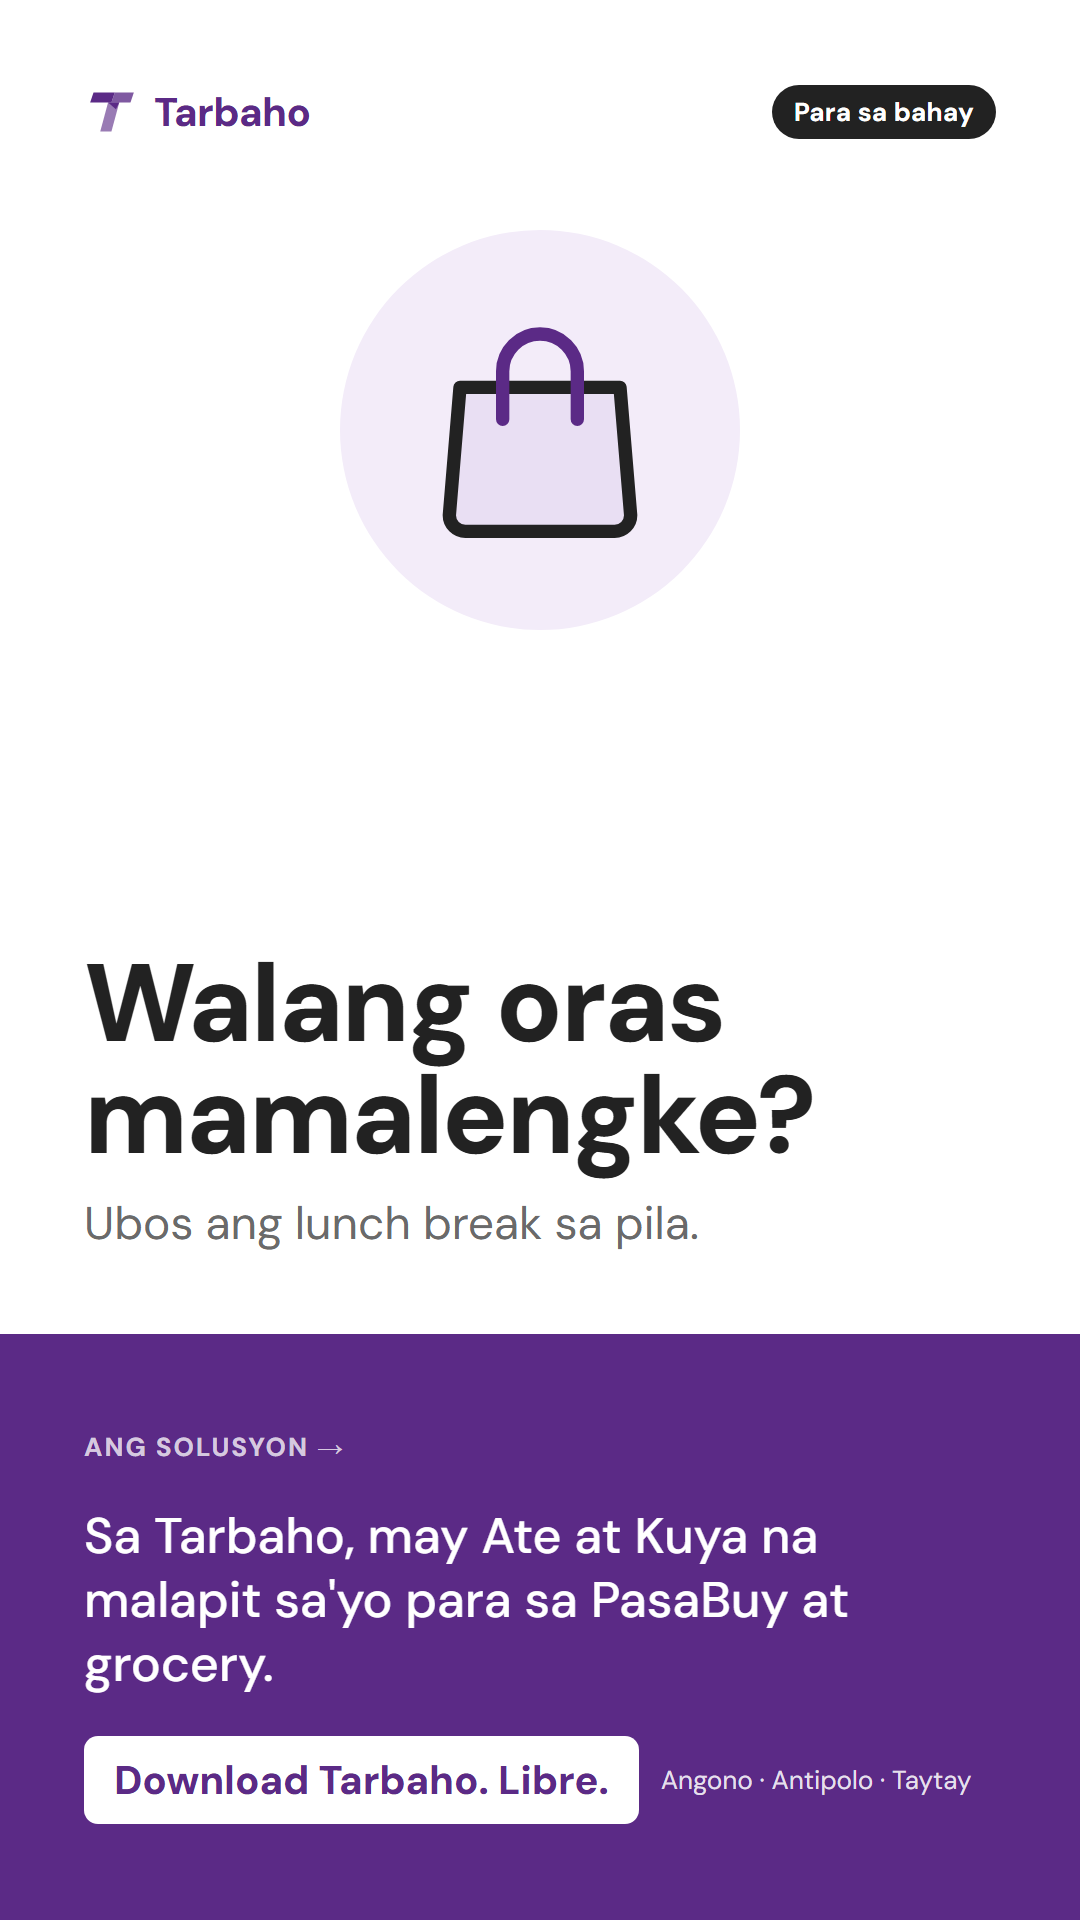 Tarbaho
Para sa bahay
Walang oras
mamalengke?
Ubos ang lunch break sa pila.
ANG SOLUSYON →
Sa Tarbaho, may Ate at Kuya na
malapit sa'yo para sa PasaBuy at
grocery.
Download Tarbaho. Libre.
Angono · Antipolo · Taytay